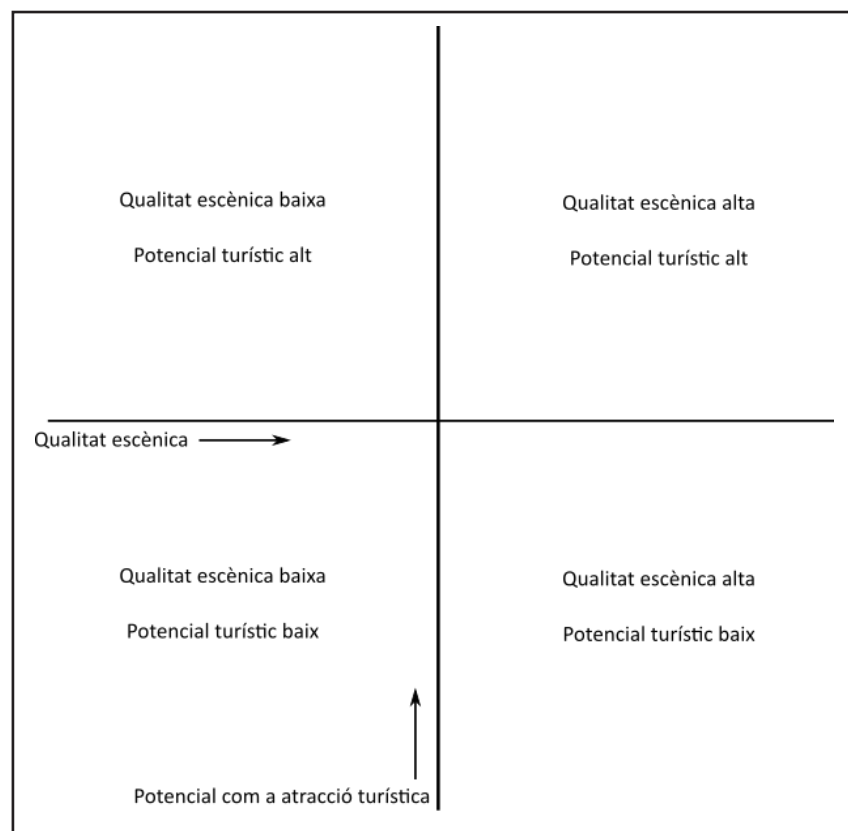 Qualitat escènica baixa
Potencial turístic alt
Qualitat escènica alta
Potencial turístic alt
Qualitat escènica
Qualitat escènica baixa
Potencial turístic baix
Qualitat escènica alta
Potencial turístic baix
Potencial com a atracció turística